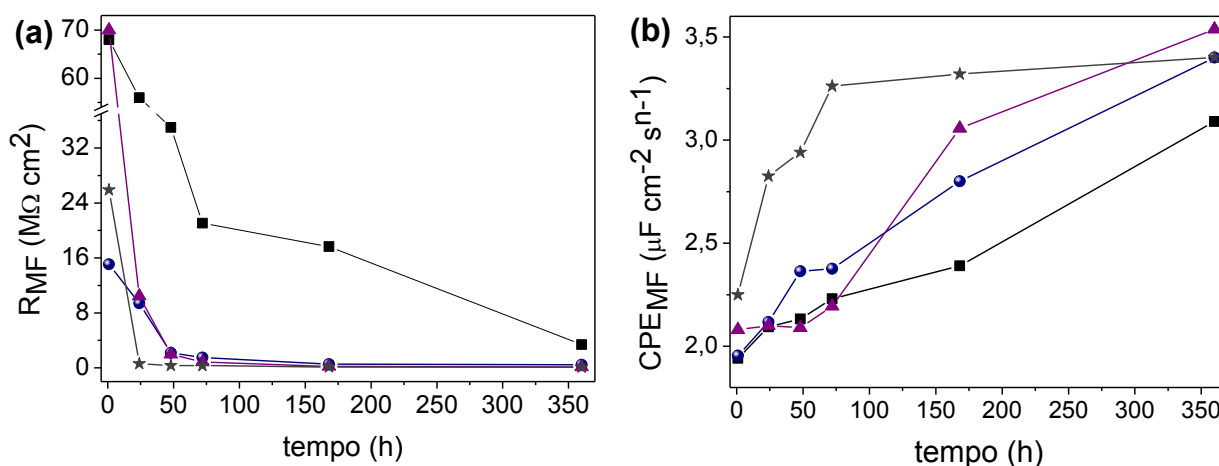 (a)
70
60
32
24
16
8
0
R_MF (MΩ cm²)
0 50 100 150 200 250 300 350
tempo (h)
(b)
3,5
3,0
2,5
2,0
CPE_MF (μF cm⁻² sⁿ⁻¹)
0 50 100 150 200 250 300 350
tempo (h)